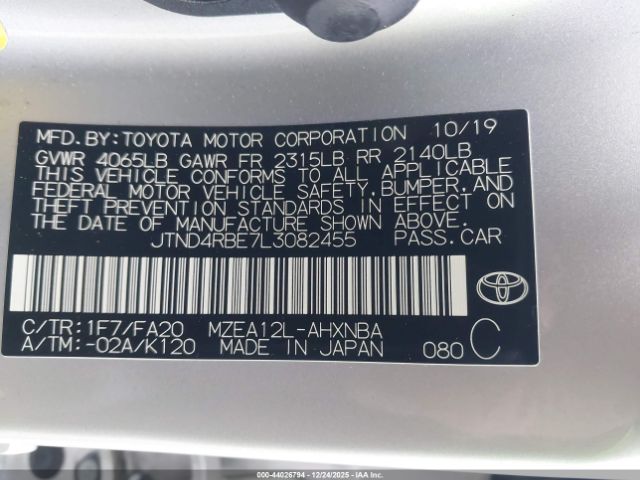 MFD. BY: TOYOTA MOTOR CORPORATION 10/19
GVWR 4065LB GAWR FR 2315LB RR 2140LB
THIS VEHICLE CONFORMS TO ALL APPLICABLE
FEDERAL MOTOR VEHICLE SAFETY, BUMPER, AND
THEFT PREVENTION STANDARDS IN EFFECT ON
THE DATE OF MANUFACTURE SHOWN ABOVE.
JTND4RBE7L3082455 PASS. CAR
C/TR: 1F7/FA20 MZEA12L-AHXNBA
A/TM: -02A/K120 MADE IN JAPAN 080 C
IAA: 000-44026794 | 12/24/2025 | IAAI.COM